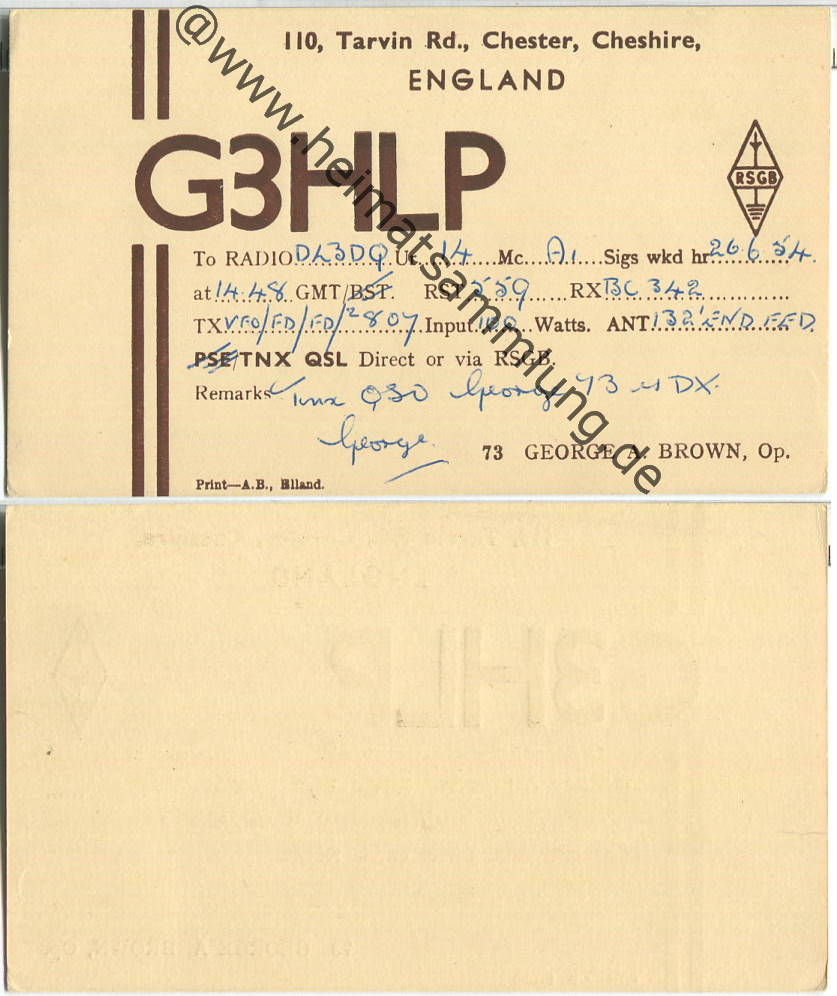 110, Tarvin Rd., Chester, Cheshire,
ENGLAND
G3HLP
RSGB
To RADIO DL3DQ Ur. 14 Mc. A1 Sigs wkd hr 26.6.54.
at 14.48 GMT/BST. RST 559 RX BC 342
TX VFO/FD/FD/2 807 Input 100 Watts. ANT 132' END FED.
PSE/TNX QSL Direct or via RSGB.
Remarks Tnx QSO George 73 DX.
George
73 GEORGE A. BROWN, Op.
Print—A.B., Elland.
@www.heimatsammlung.de